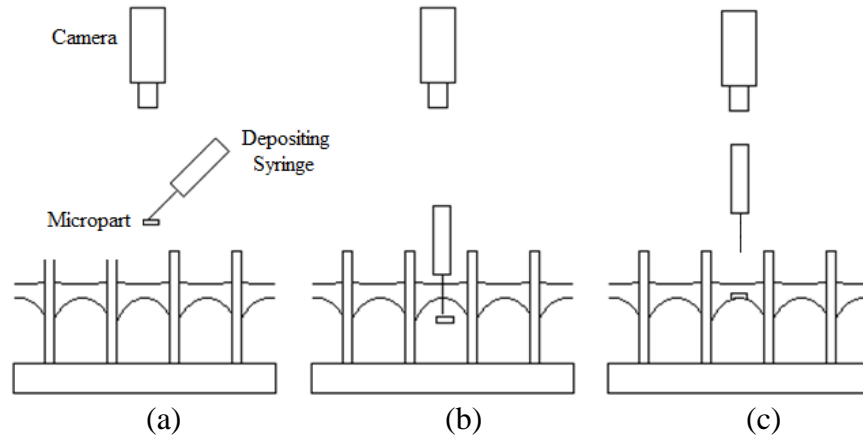 Camera
Depositing
Syringe
Micropart
(a)
(b)
(c)